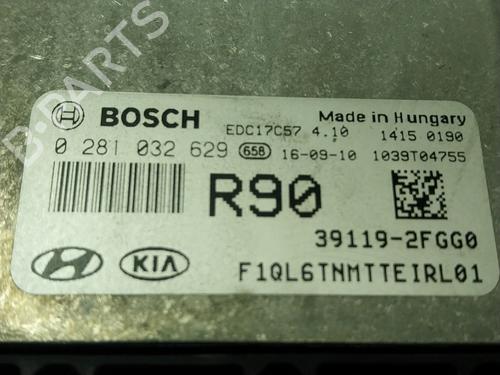 B-PARTS
BOSCH
EDC17C57 4.10
Made in Hungary
1415 0190
0 281 032 629 658 16-09-10 1039T04755
R90
39119-2FGG0
KIA
F1QL6TNMTTEIRL01